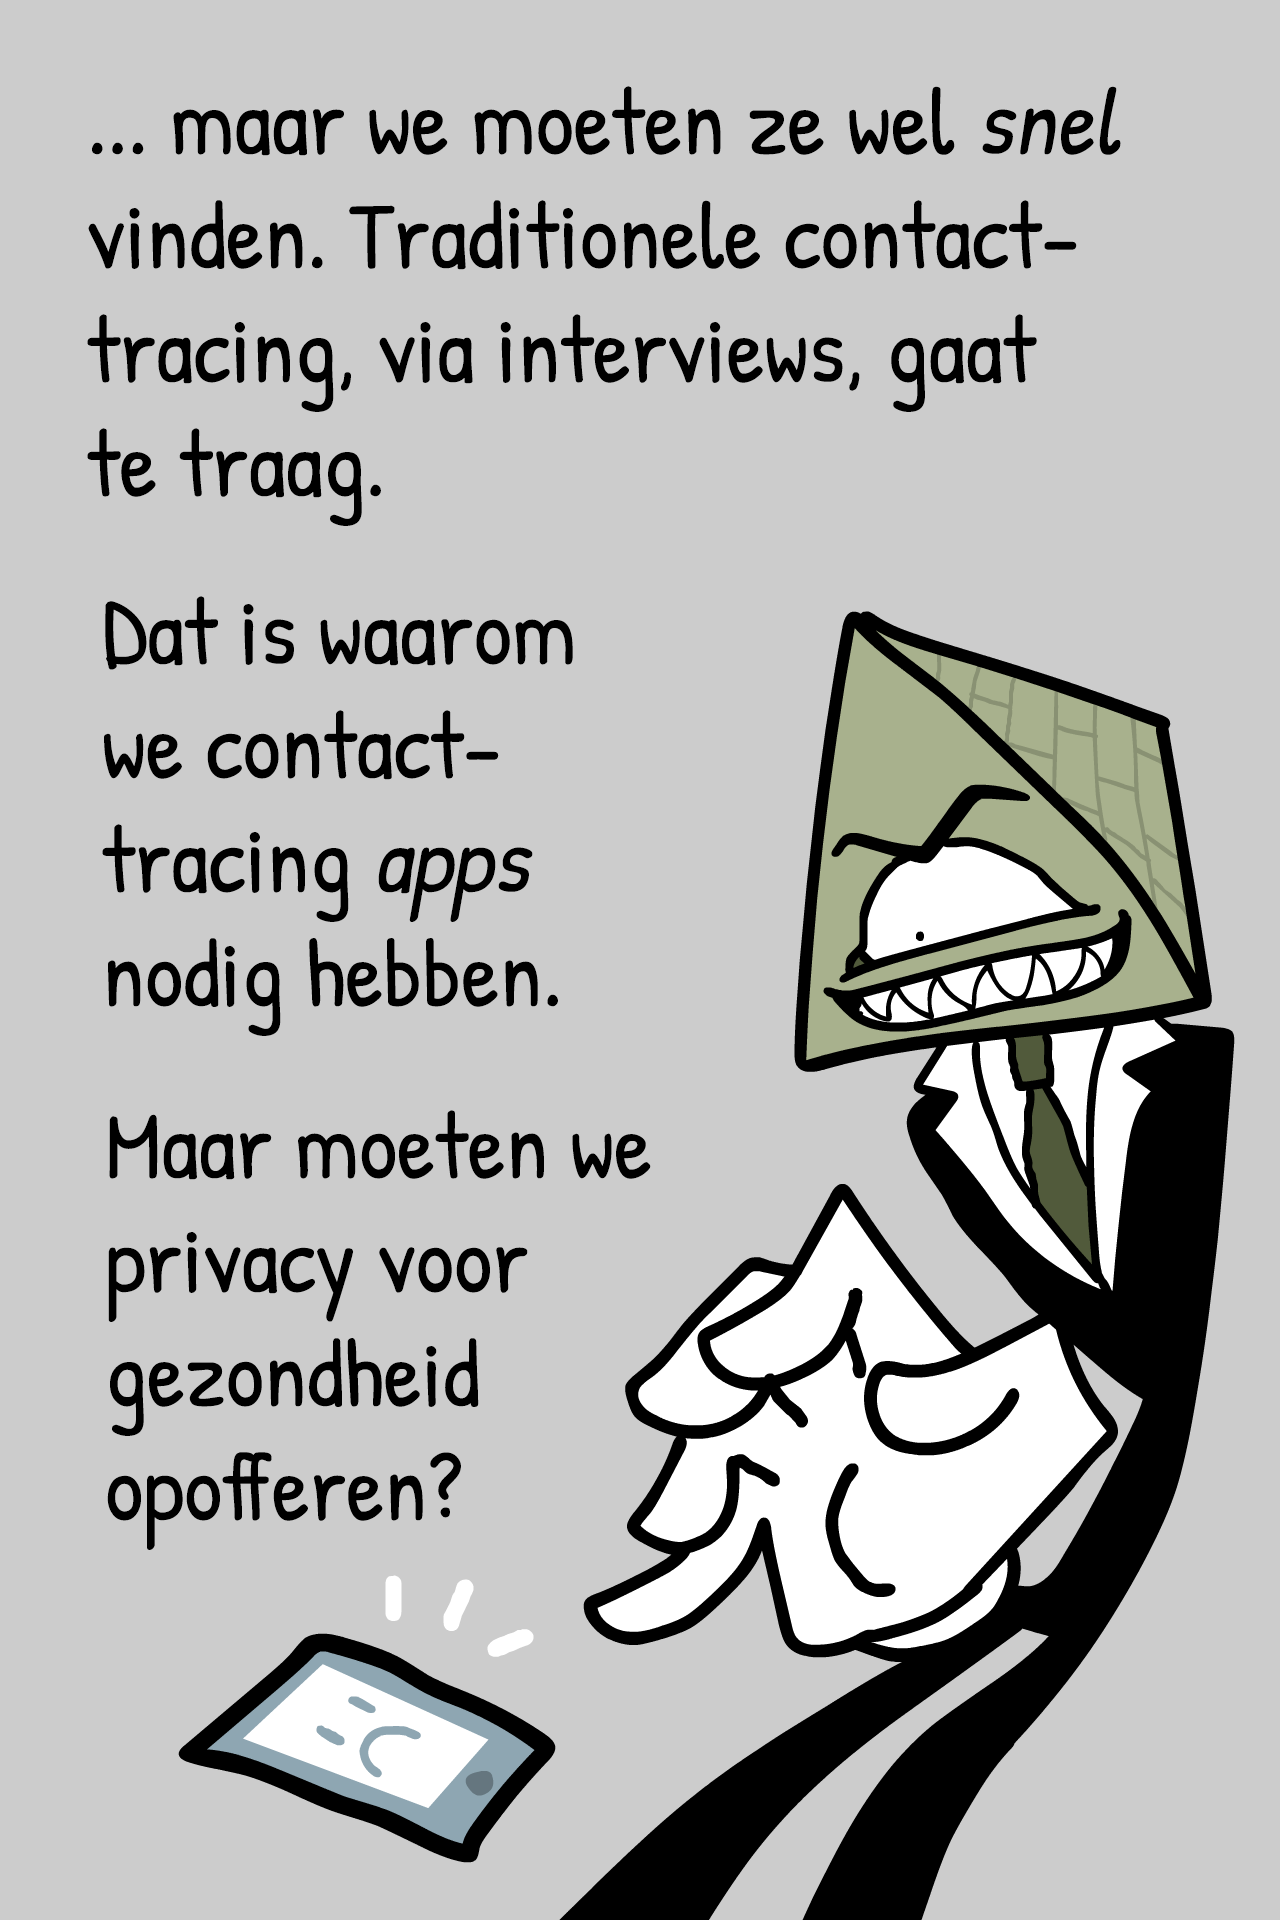 ... maar we moeten ze wel snel
vinden. Traditionele contact-
tracing, via interviews, gaat
te traag.
Dat is waarom
we contact-
tracing apps
nodig hebben.
Maar moeten we
privacy voor
gezondheid
opofferen?